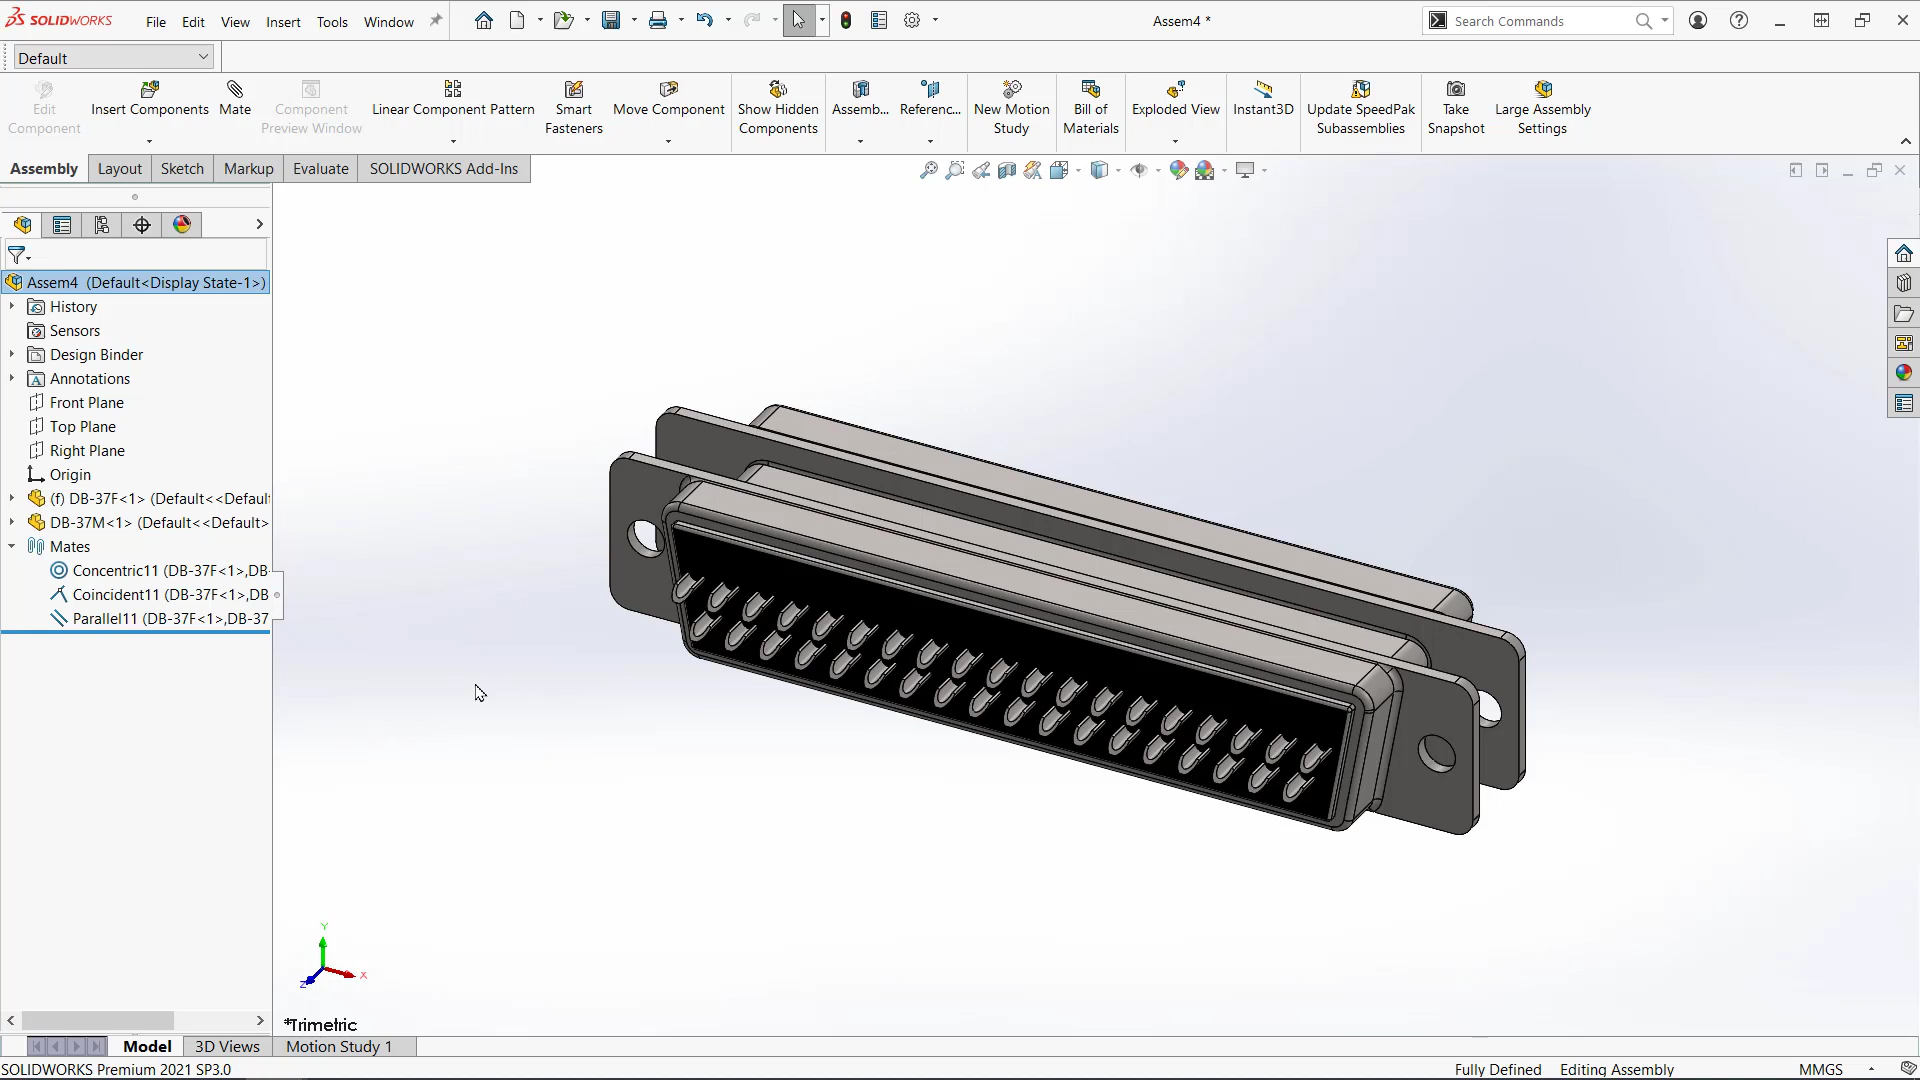 SOLIDWORKS File Edit View Insert Tools Window Assem4 * Search Commands
Default
Edit Component
Insert Components
Mate
Component Preview Window
Linear Component Pattern
Smart Fasteners
Move Component
Show Hidden Components
Assemb...
Referenc...
New Motion Study
Bill of Materials
Exploded View
Instant3D
Update SpeedPak Subassemblies
Take Snapshot
Large Assembly Settings
Assembly Layout Sketch Markup Evaluate SOLIDWORKS Add-Ins
Assem4 (Default<Display State-1>)
History
Sensors
Design Binder
Annotations
Front Plane
Top Plane
Right Plane
Origin
(f) DB-37F<1> (Default<<Default
DB-37M<1> (Default<<Default>
Mates
Concentric11 (DB-37F<1>,DB-
Coincident11 (DB-37F<1>,DB
Parallel11 (DB-37F<1>,DB-37
Y
X
Z
*Trimetric
Model 3D Views Motion Study 1
SOLIDWORKS Premium 2021 SP3.0 Fully Defined Editing Assembly MMGS